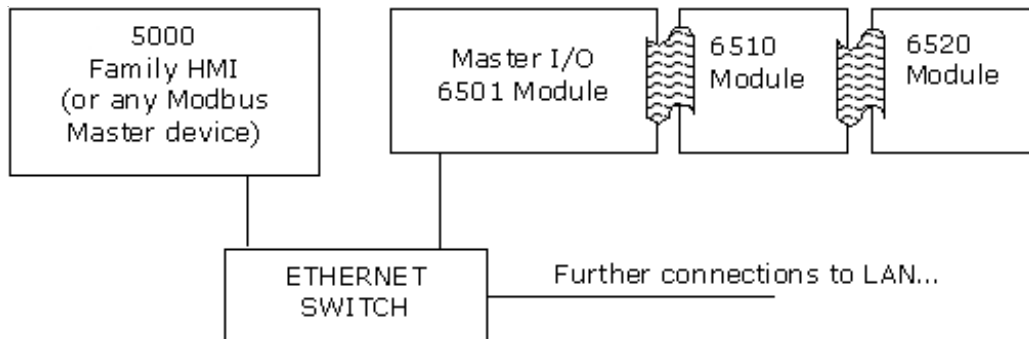 5000
Family HMI
(or any Modbus
Master device)
Master I/O
6501 Module
6510
Module
6520
Module
ETHERNET
SWITCH
Further connections to LAN...